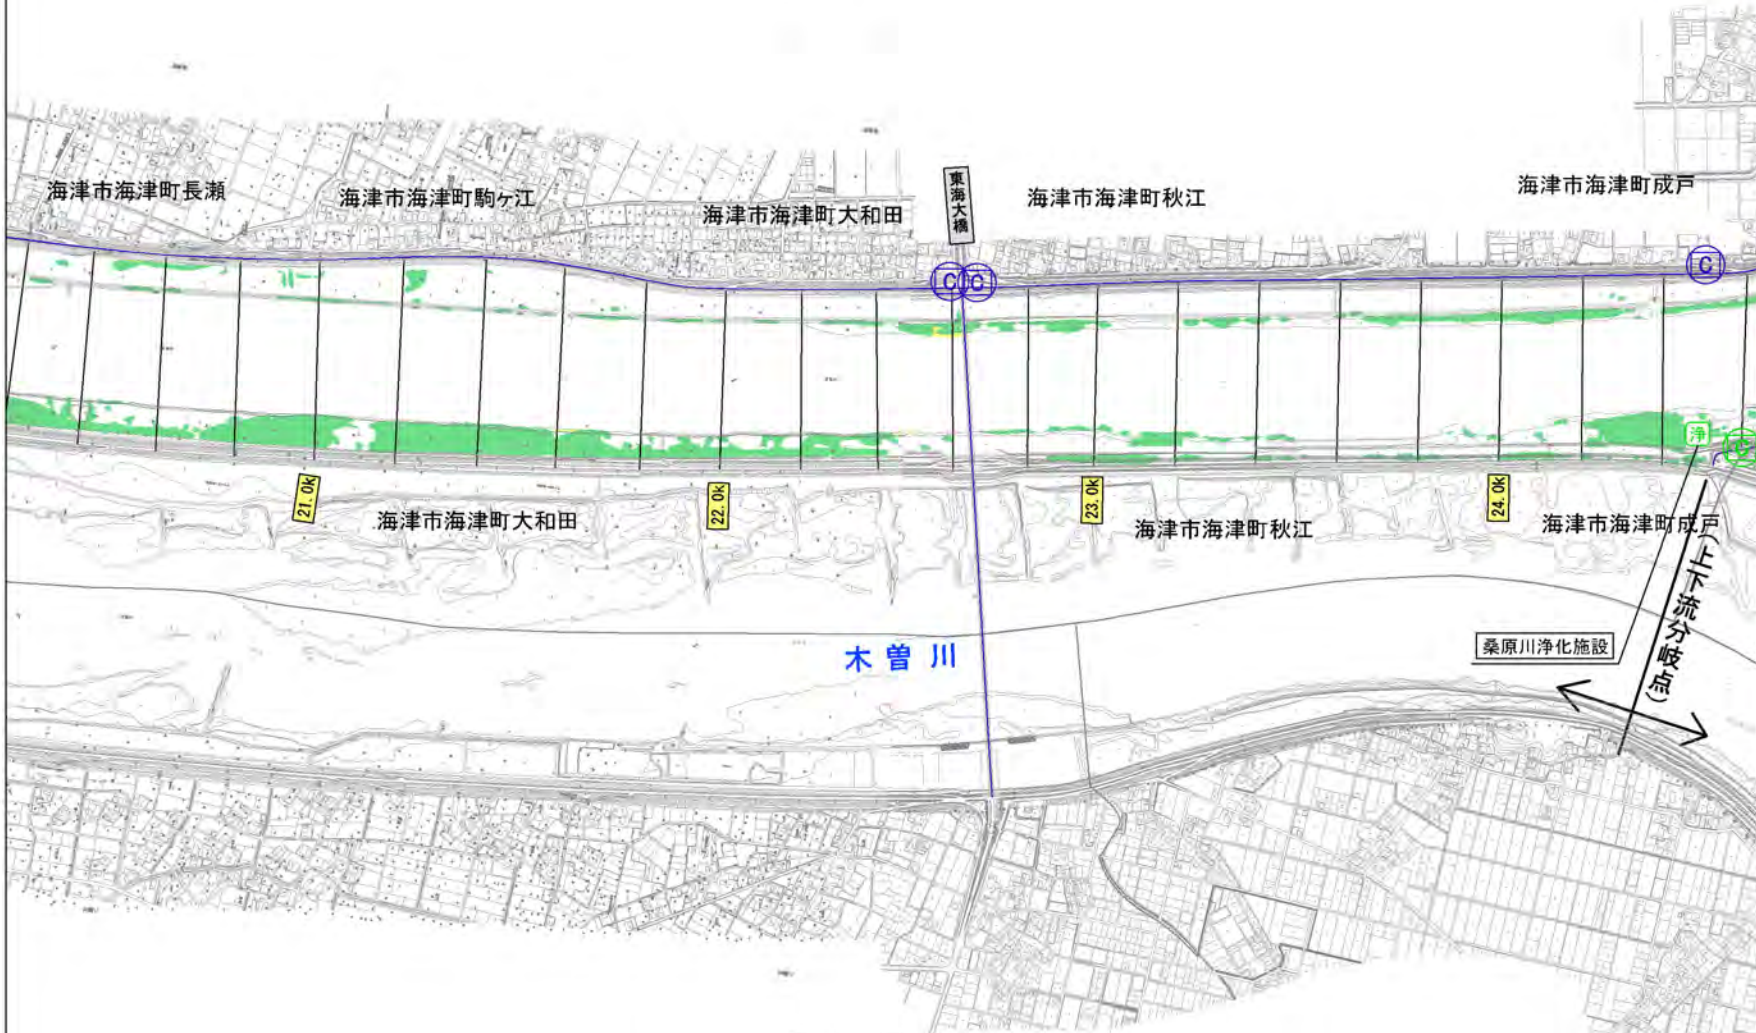 海津市海津町長瀬
海津市海津町駒ヶ江
海津市海津町大和田
東海大橋
海津市海津町秋江
海津市海津町成戸
C
C
C
浄
C
21.0k
22.0k
23.0k
24.0k
海津市海津町大和田
海津市海津町秋江
海津市海津町成戸
(上下流分岐点)
桑原川浄化施設
木曽川